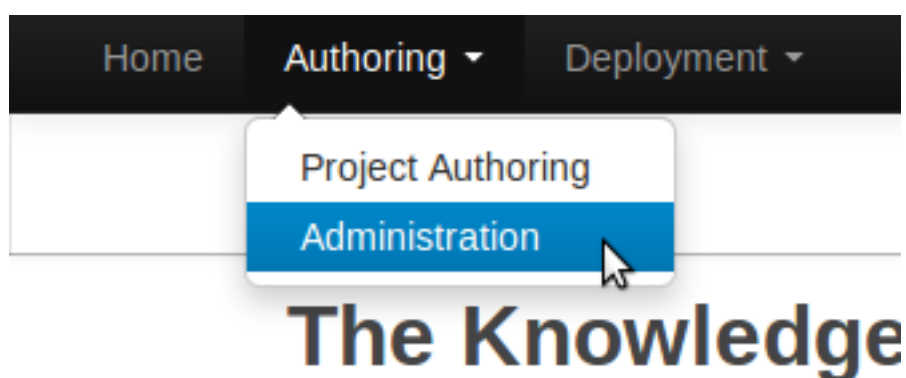 Home Authoring Deployment
Project Authoring
Administration
The Knowledge